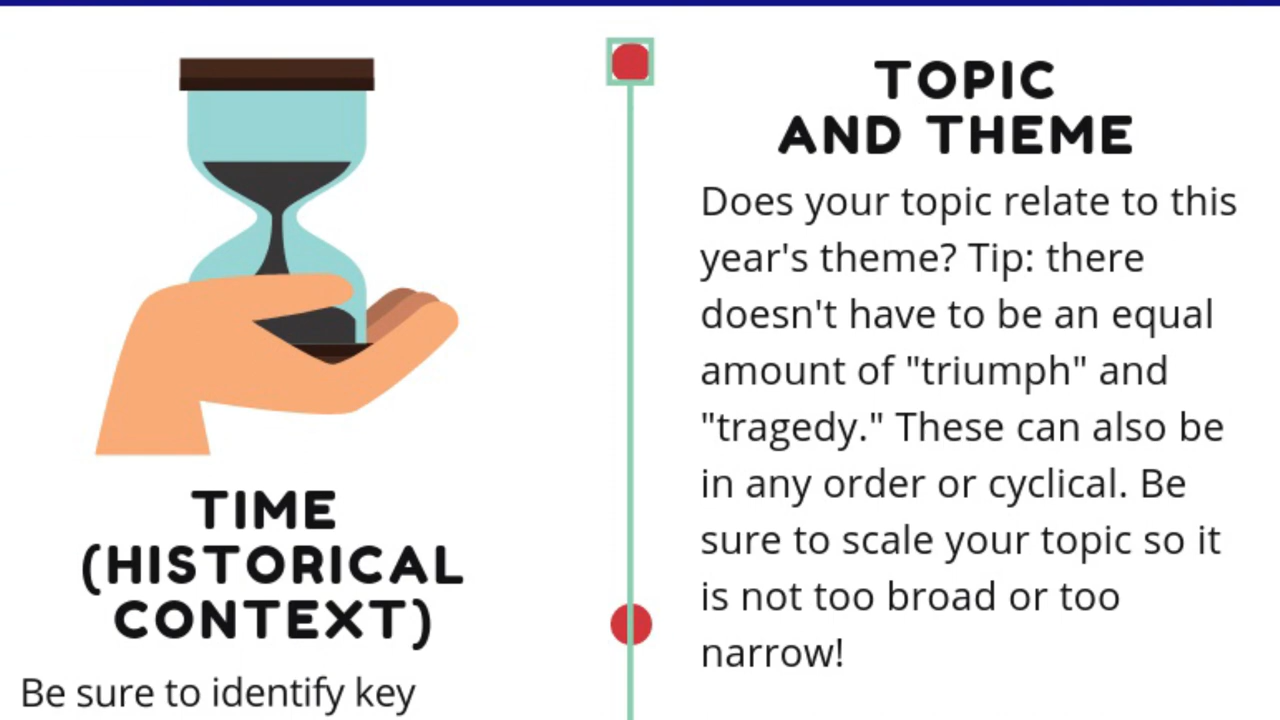 TOPIC
AND THEME
Does your topic relate to this
year's theme? Tip: there
doesn't have to be an equal
amount of "triumph" and
"tragedy." These can also be
in any order or cyclical. Be
sure to scale your topic so it
is not too broad or too
narrow!
TIME
(HISTORICAL
CONTEXT)
Be sure to identify key